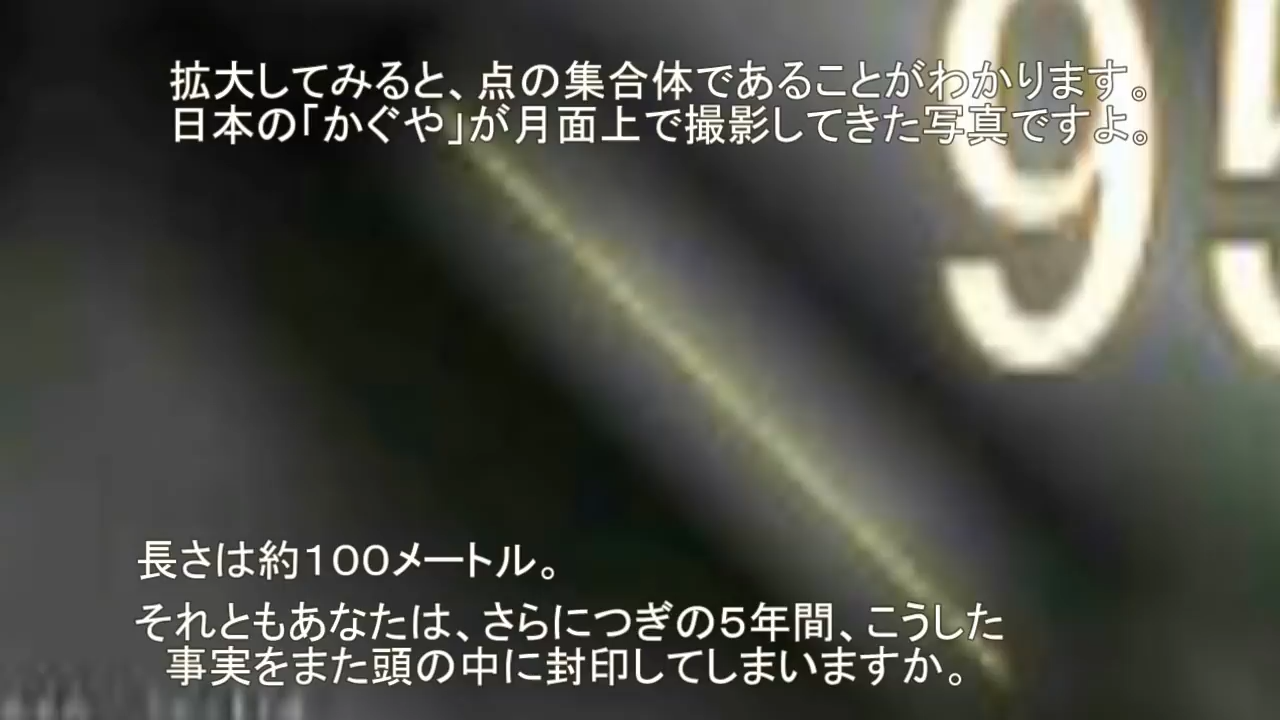 拡大してみると、点の集合体であることがわかります。
日本の「かぐや」が月面上で撮影してきた写真ですよ。
95
長さは約１００メートル。
それともあなたは、さらにつぎの５年間、こうした
事実をまた頭の中に封印してしまいますか。